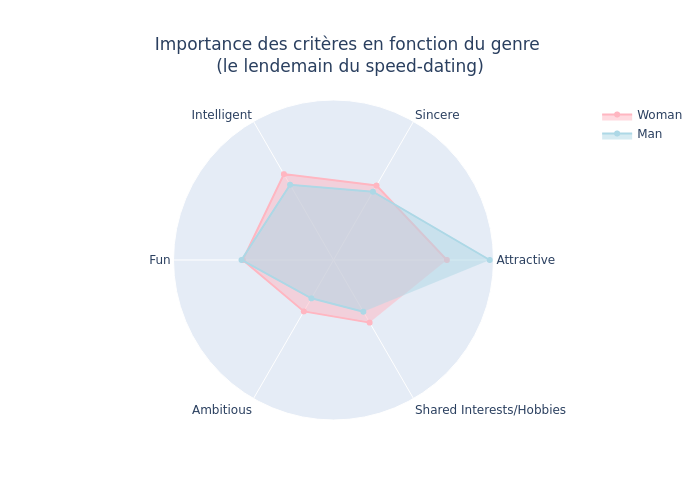 Importance des critères en fonction du genre
(le lendemain du speed-dating)
Intelligent
Sincere
Woman
Man
Fun
Attractive
Ambitious
Shared Interests/Hobbies